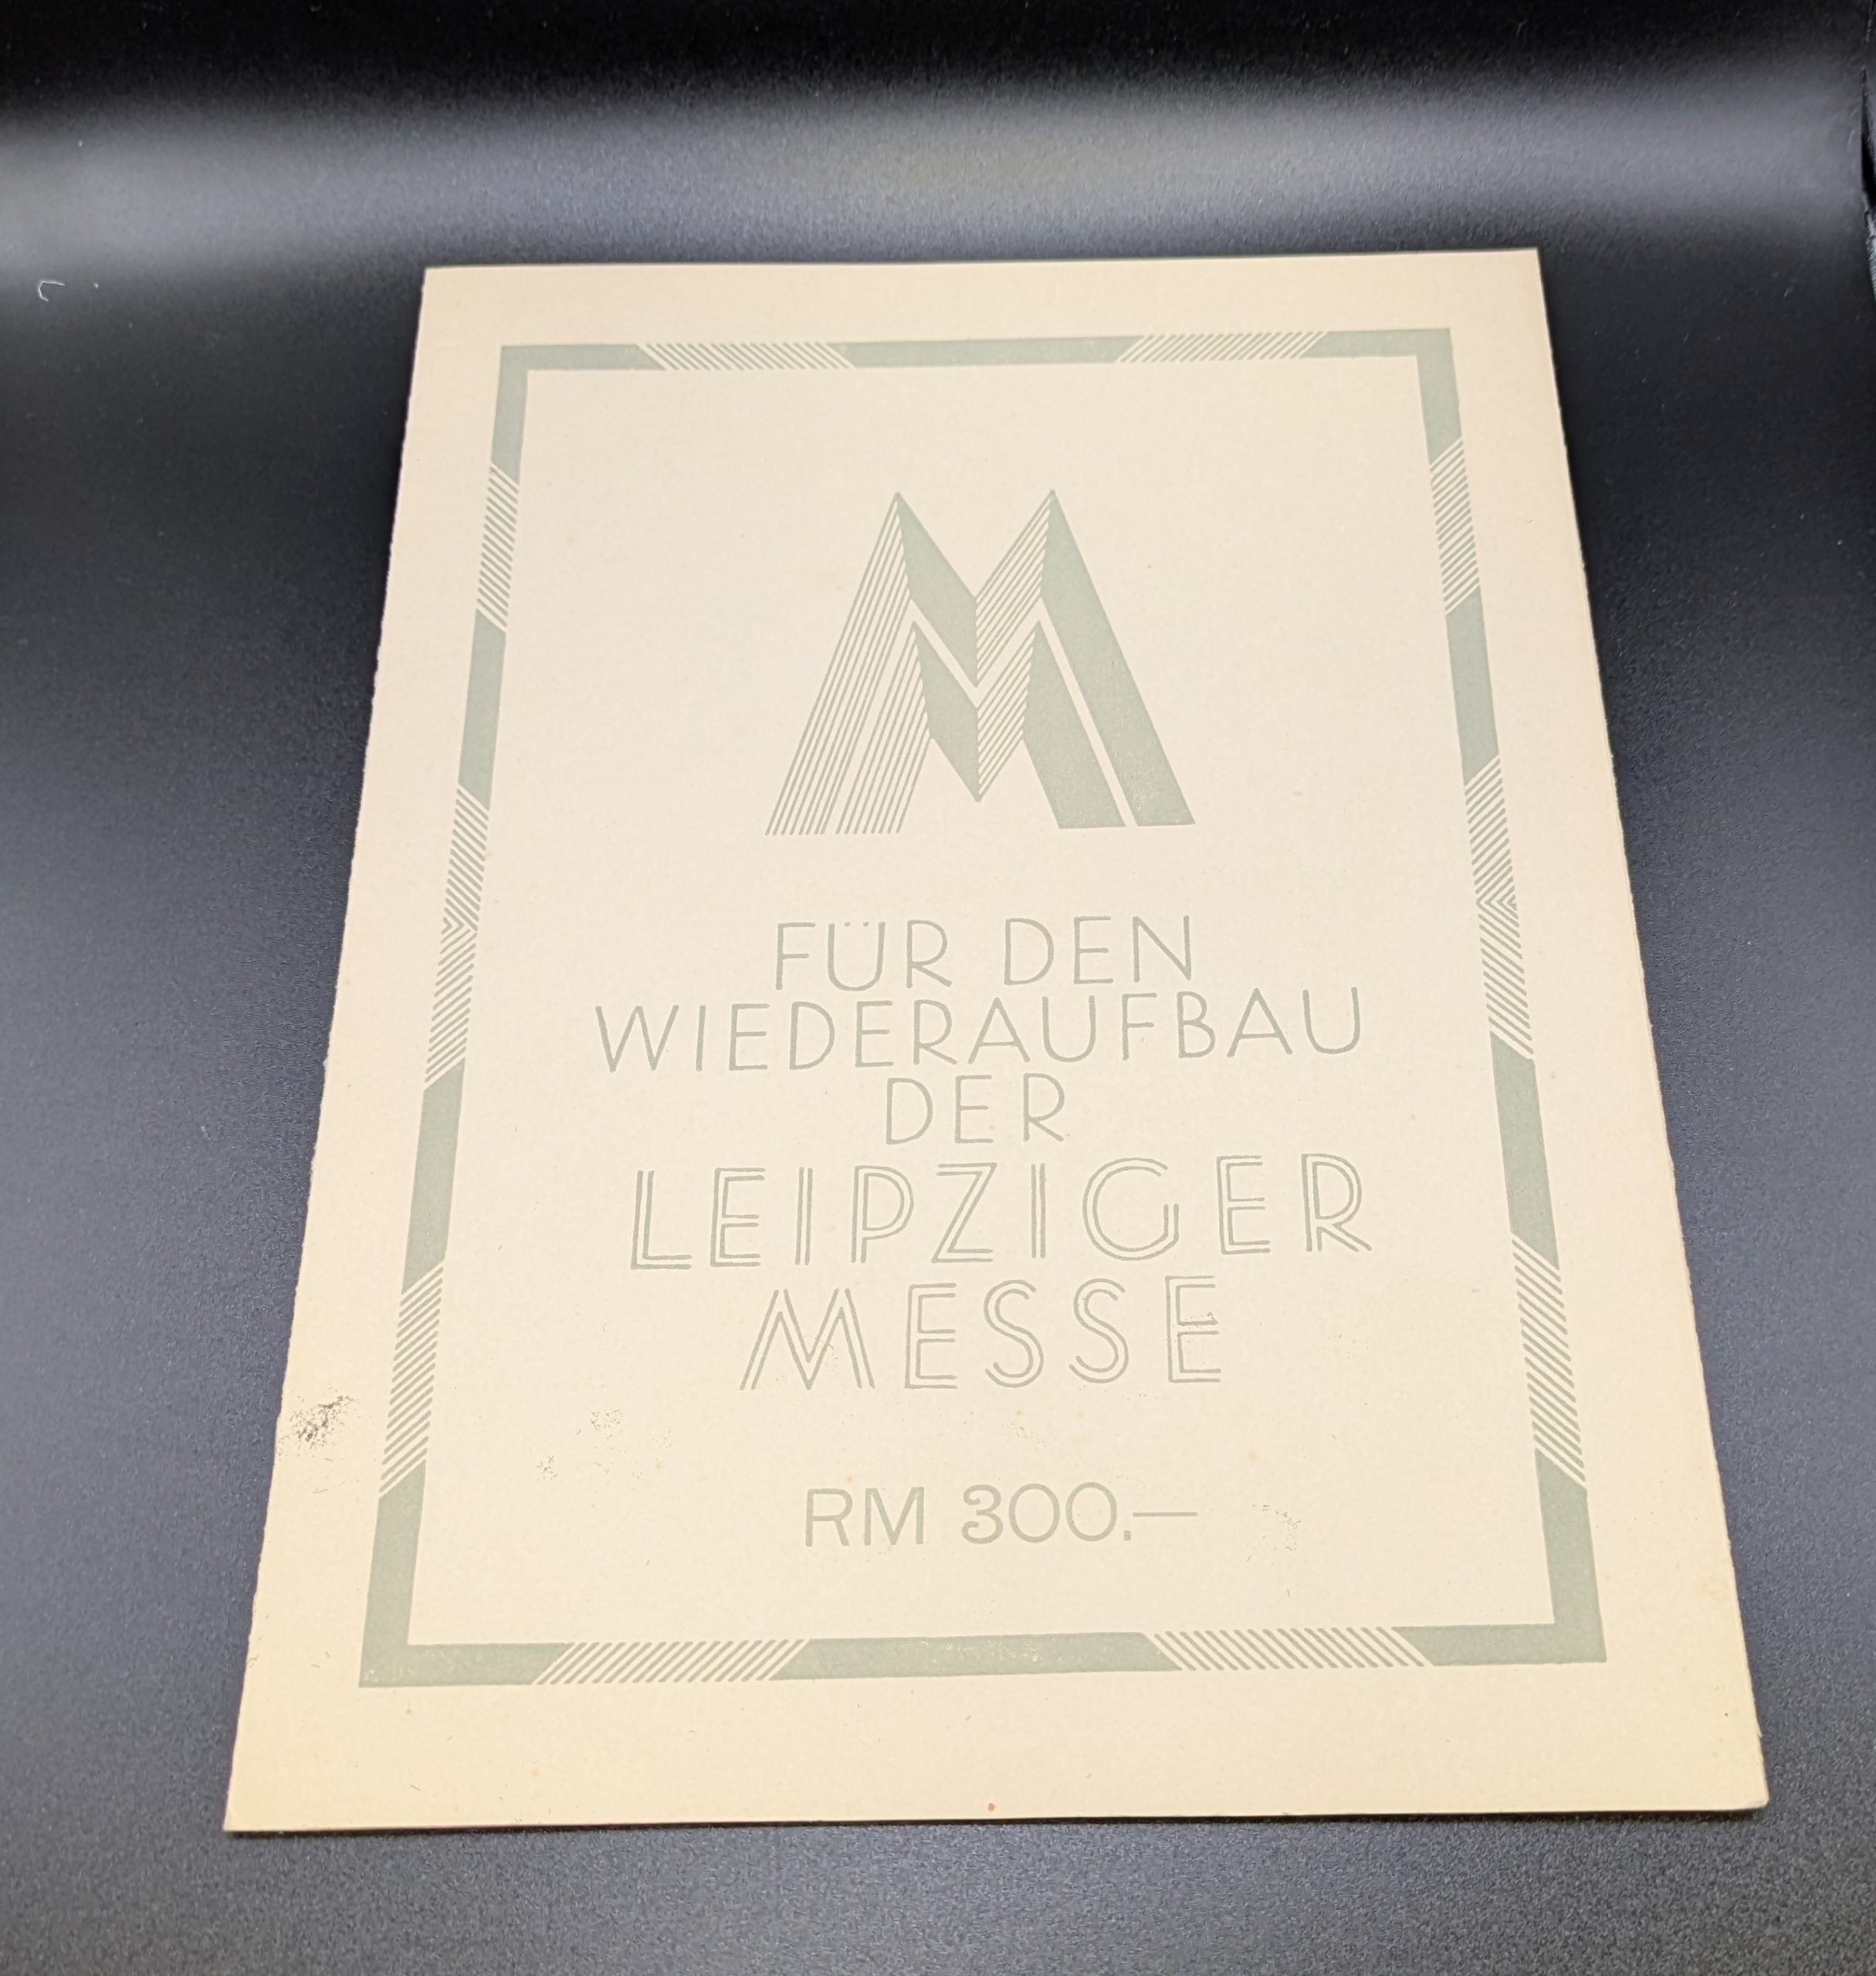 FÜR DEN
WIEDERAUFBAU
DER
LEIPZIGER
MESSE
RM 300.—